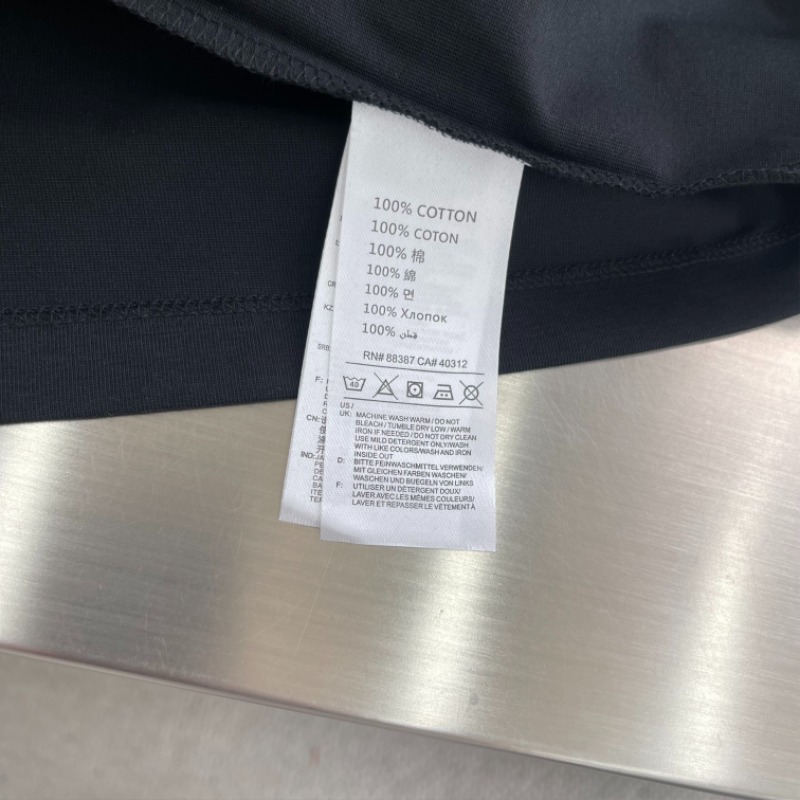 100% COTTON
100% COTON
100% 棉
100% 綿
100% 면
100% Хлопок
100% قطن
RN# 88387 CA# 40312
40
US /
UK: MACHINE WASH WARM / DO NOT
BLEACH / TUMBLE DRY LOW / WARM
IRON IF NEEDED / DO NOT DRY CLEAN
USE MILD DETERGENT ONLY/WASH
WITH LIKE COLORS/WASH AND IRON
INSIDE OUT
D: BITTE FEINWASCHMITTEL VERWENDEN/
MIT GLEICHEN FARBEN WASCHEN/
WASCHEN UND BUEGELN VON LINKS
F: UTILISER UN DÉTERGENT DOUX/
LAVER AVEC LES MÊMES COULEURS/
LAVER ET REPASSER LE VÊTEMENT À
KZ
F:
CN:
IND: